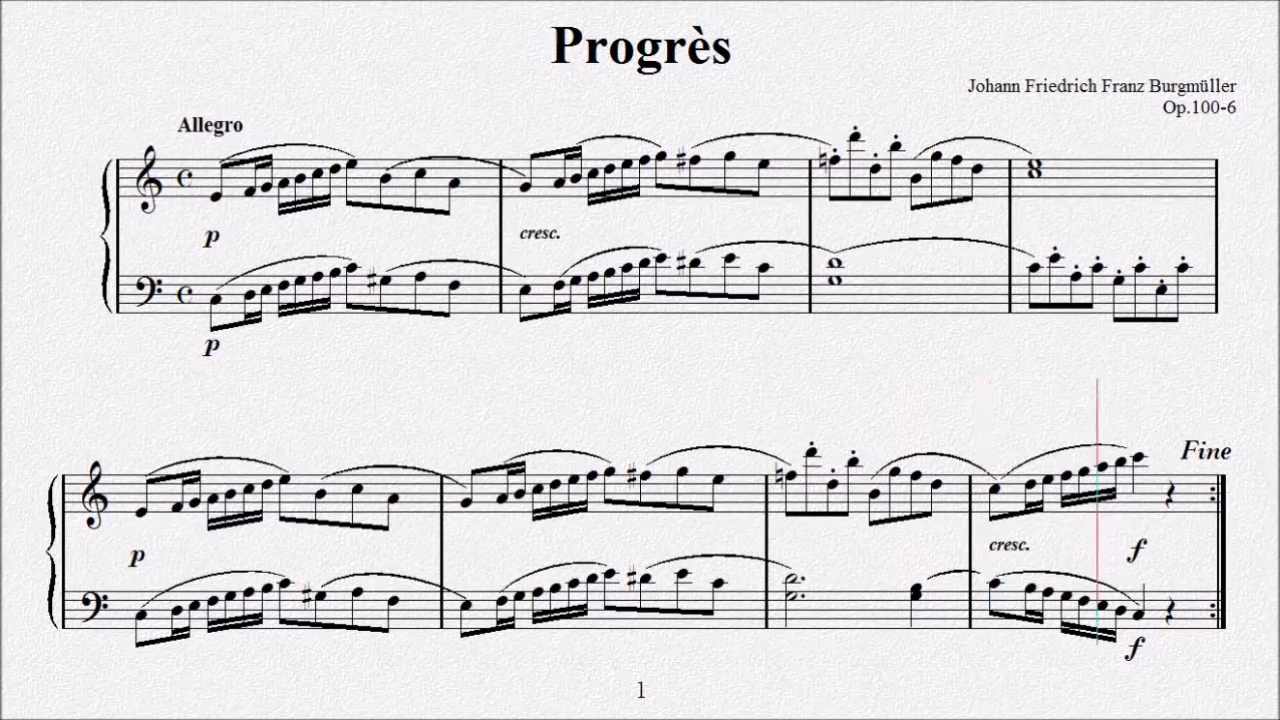 Progrès
Johann Friedrich Franz Burgmüller
Op.100-6
Allegro
p
cresc.
p
Fine
p
cresc.
f
f
1